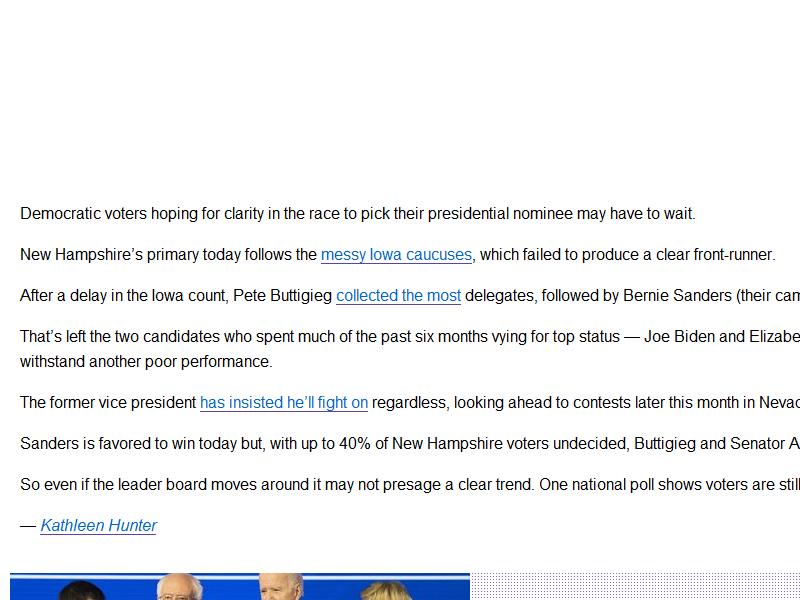 Democratic voters hoping for clarity in the race to pick their presidential nominee may have to wait.
New Hampshire’s primary today follows the messy Iowa caucuses, which failed to produce a clear front-runner.
After a delay in the Iowa count, Pete Buttigieg collected the most delegates, followed by Bernie Sanders (their
That’s left the two candidates who spent much of the past six months vying for top status — Joe Biden and
withstand another poor performance.
The former vice president has insisted he’ll fight on regardless, looking ahead to contests later this month in
Sanders is favored to win today but, with up to 40% of New Hampshire voters undecided, Buttigieg and Senator
So even if the leader board moves around it may not presage a clear trend. One national poll shows voters are
— Kathleen Hunter